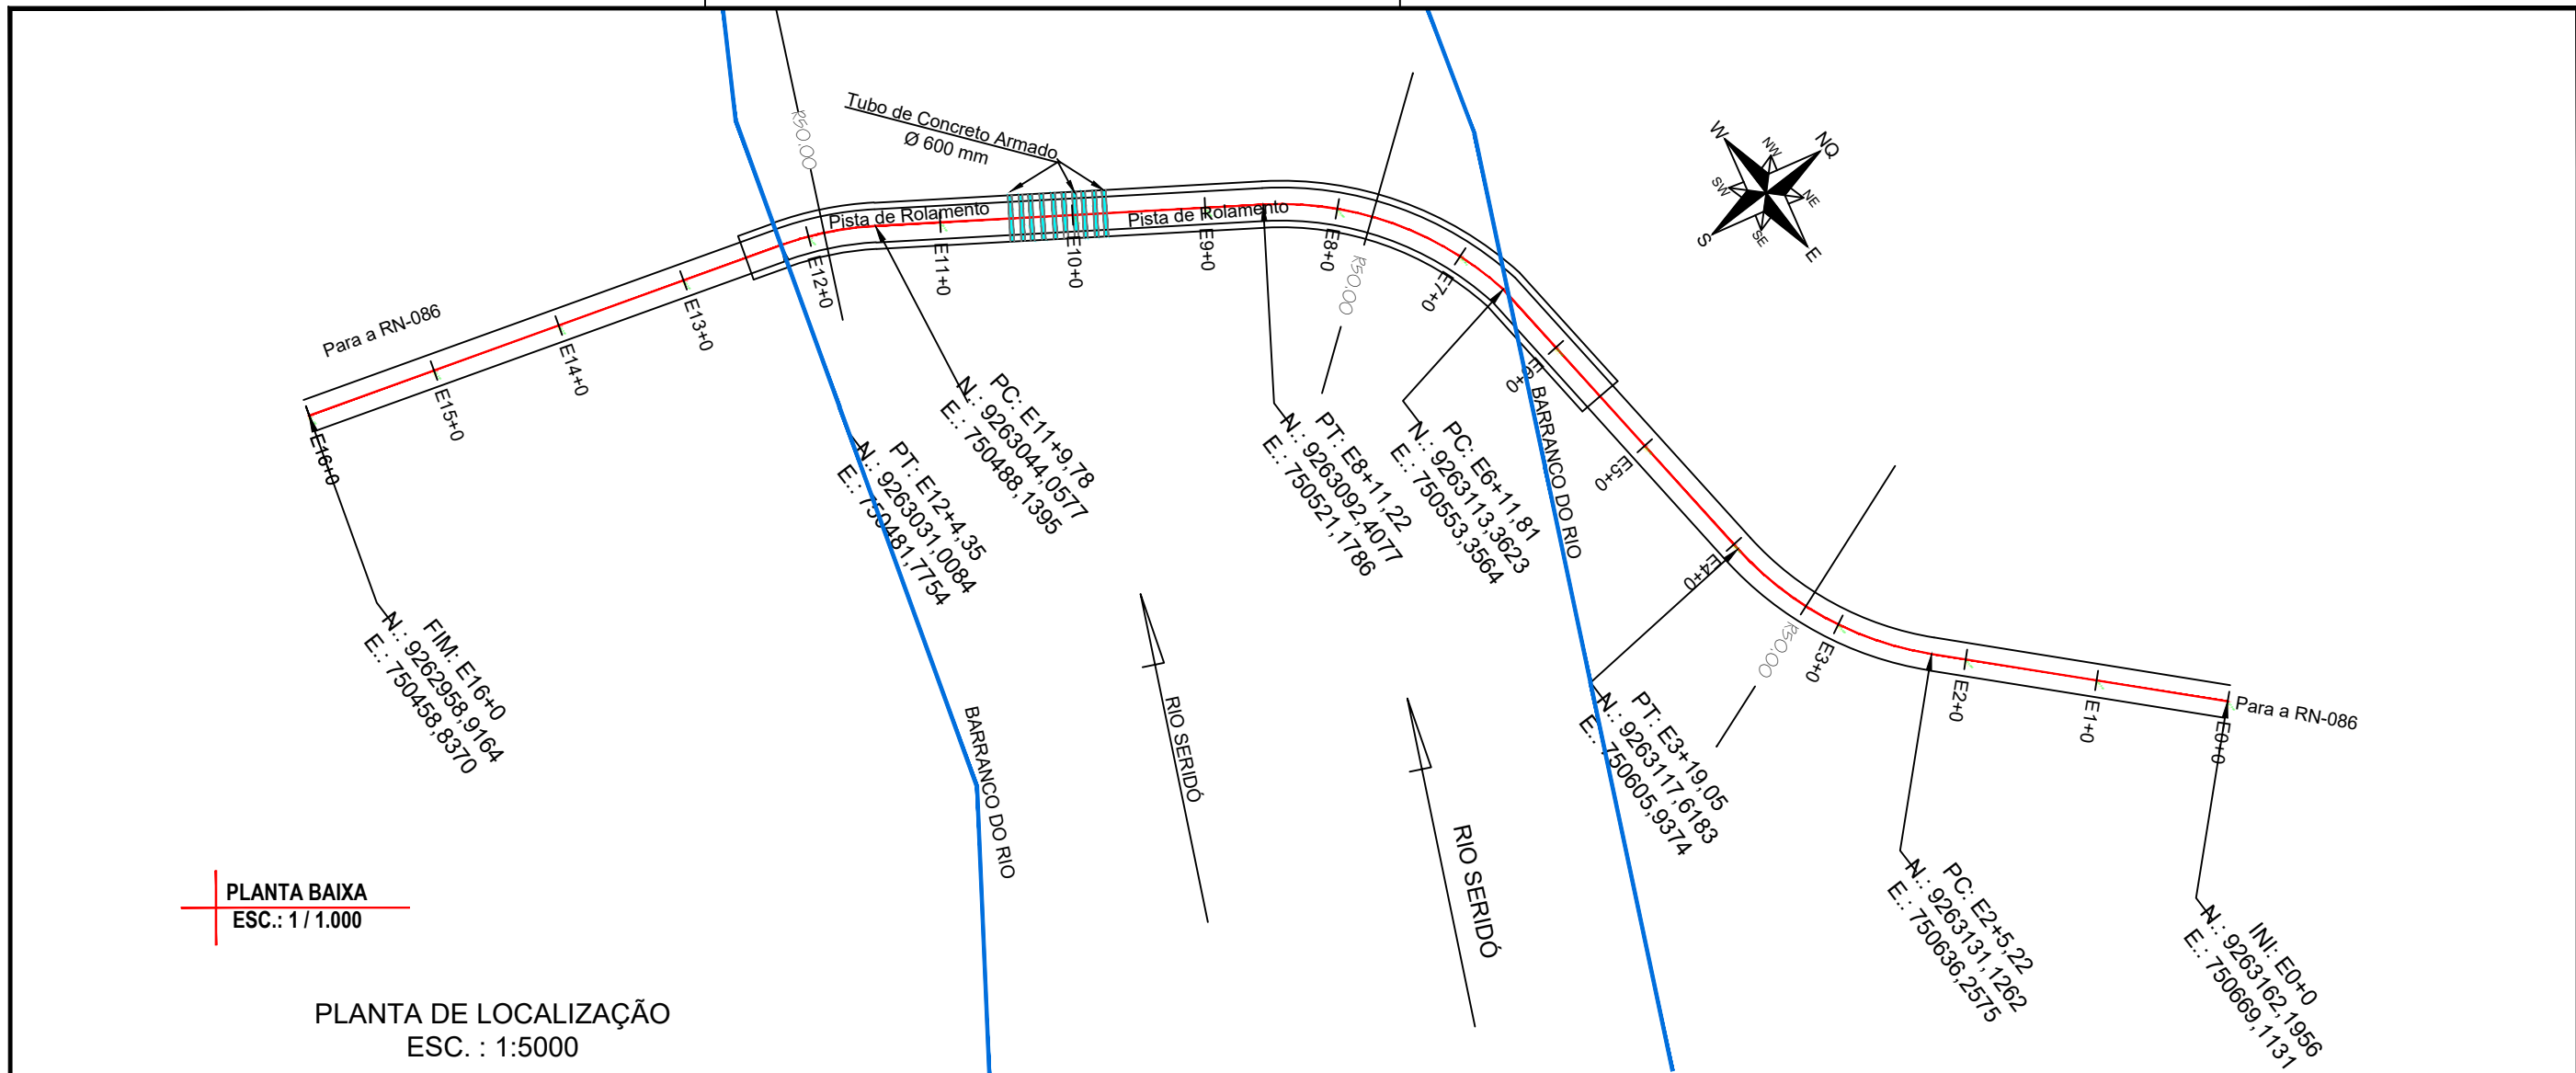 Tubo de Concreto Armado
Ø 600 mm
R50.00
Pista de Rolamento
Pista de Rolamento
W
NW
NQ
SW
NE
S
SE
E
Para a RN-086
E16+0
E15+0
E14+0
E13+0
E12+0
E11+0
E10+0
E9+0
E8+0
R50.00
E7+0
E6+0
E5+0
E4+0
R50.00
E3+0
E2+0
E1+0
E0+0
Para a RN-086
FIM: E16+0
N.: 9262958,9164
E.: 750458,8370
PT: E12+4,35
N.: 9263031,0084
E.: 750481,7754
PC: E11+9,78
N.: 9263044,0577
E.: 750488,1395
PT: E8+11,22
N.: 9263092,4077
E.: 750521,1786
PC: E6+11,81
N.: 9263113,3623
E.: 750553,3564
PT: E3+19,05
N.: 9263117,6183
E.: 750605,9374
PC: E2+5,22
N.: 9263131,1262
E.: 750636,2575
INI: E0+0
N.: 9263162,1956
E.: 750669,1131
BARRANCO DO RIO
BARRANCO DO RIO
RIO SERIDÓ
RIO SERIDÓ
PLANTA BAIXA
ESC.: 1 / 1.000
PLANTA DE LOCALIZAÇÃO
ESC. : 1:5000